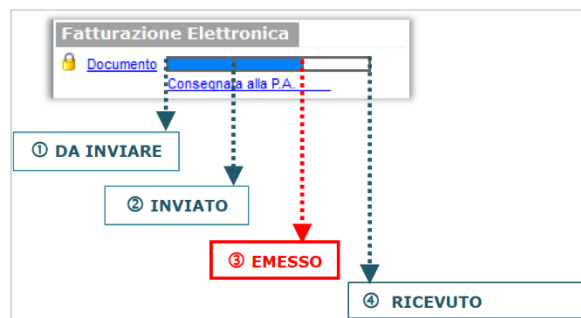 Fatturazione Elettronica
Documento
Consegnata alla P.A.
① DA INVIARE
② INVIATO
③ EMESSO
④ RICEVUTO